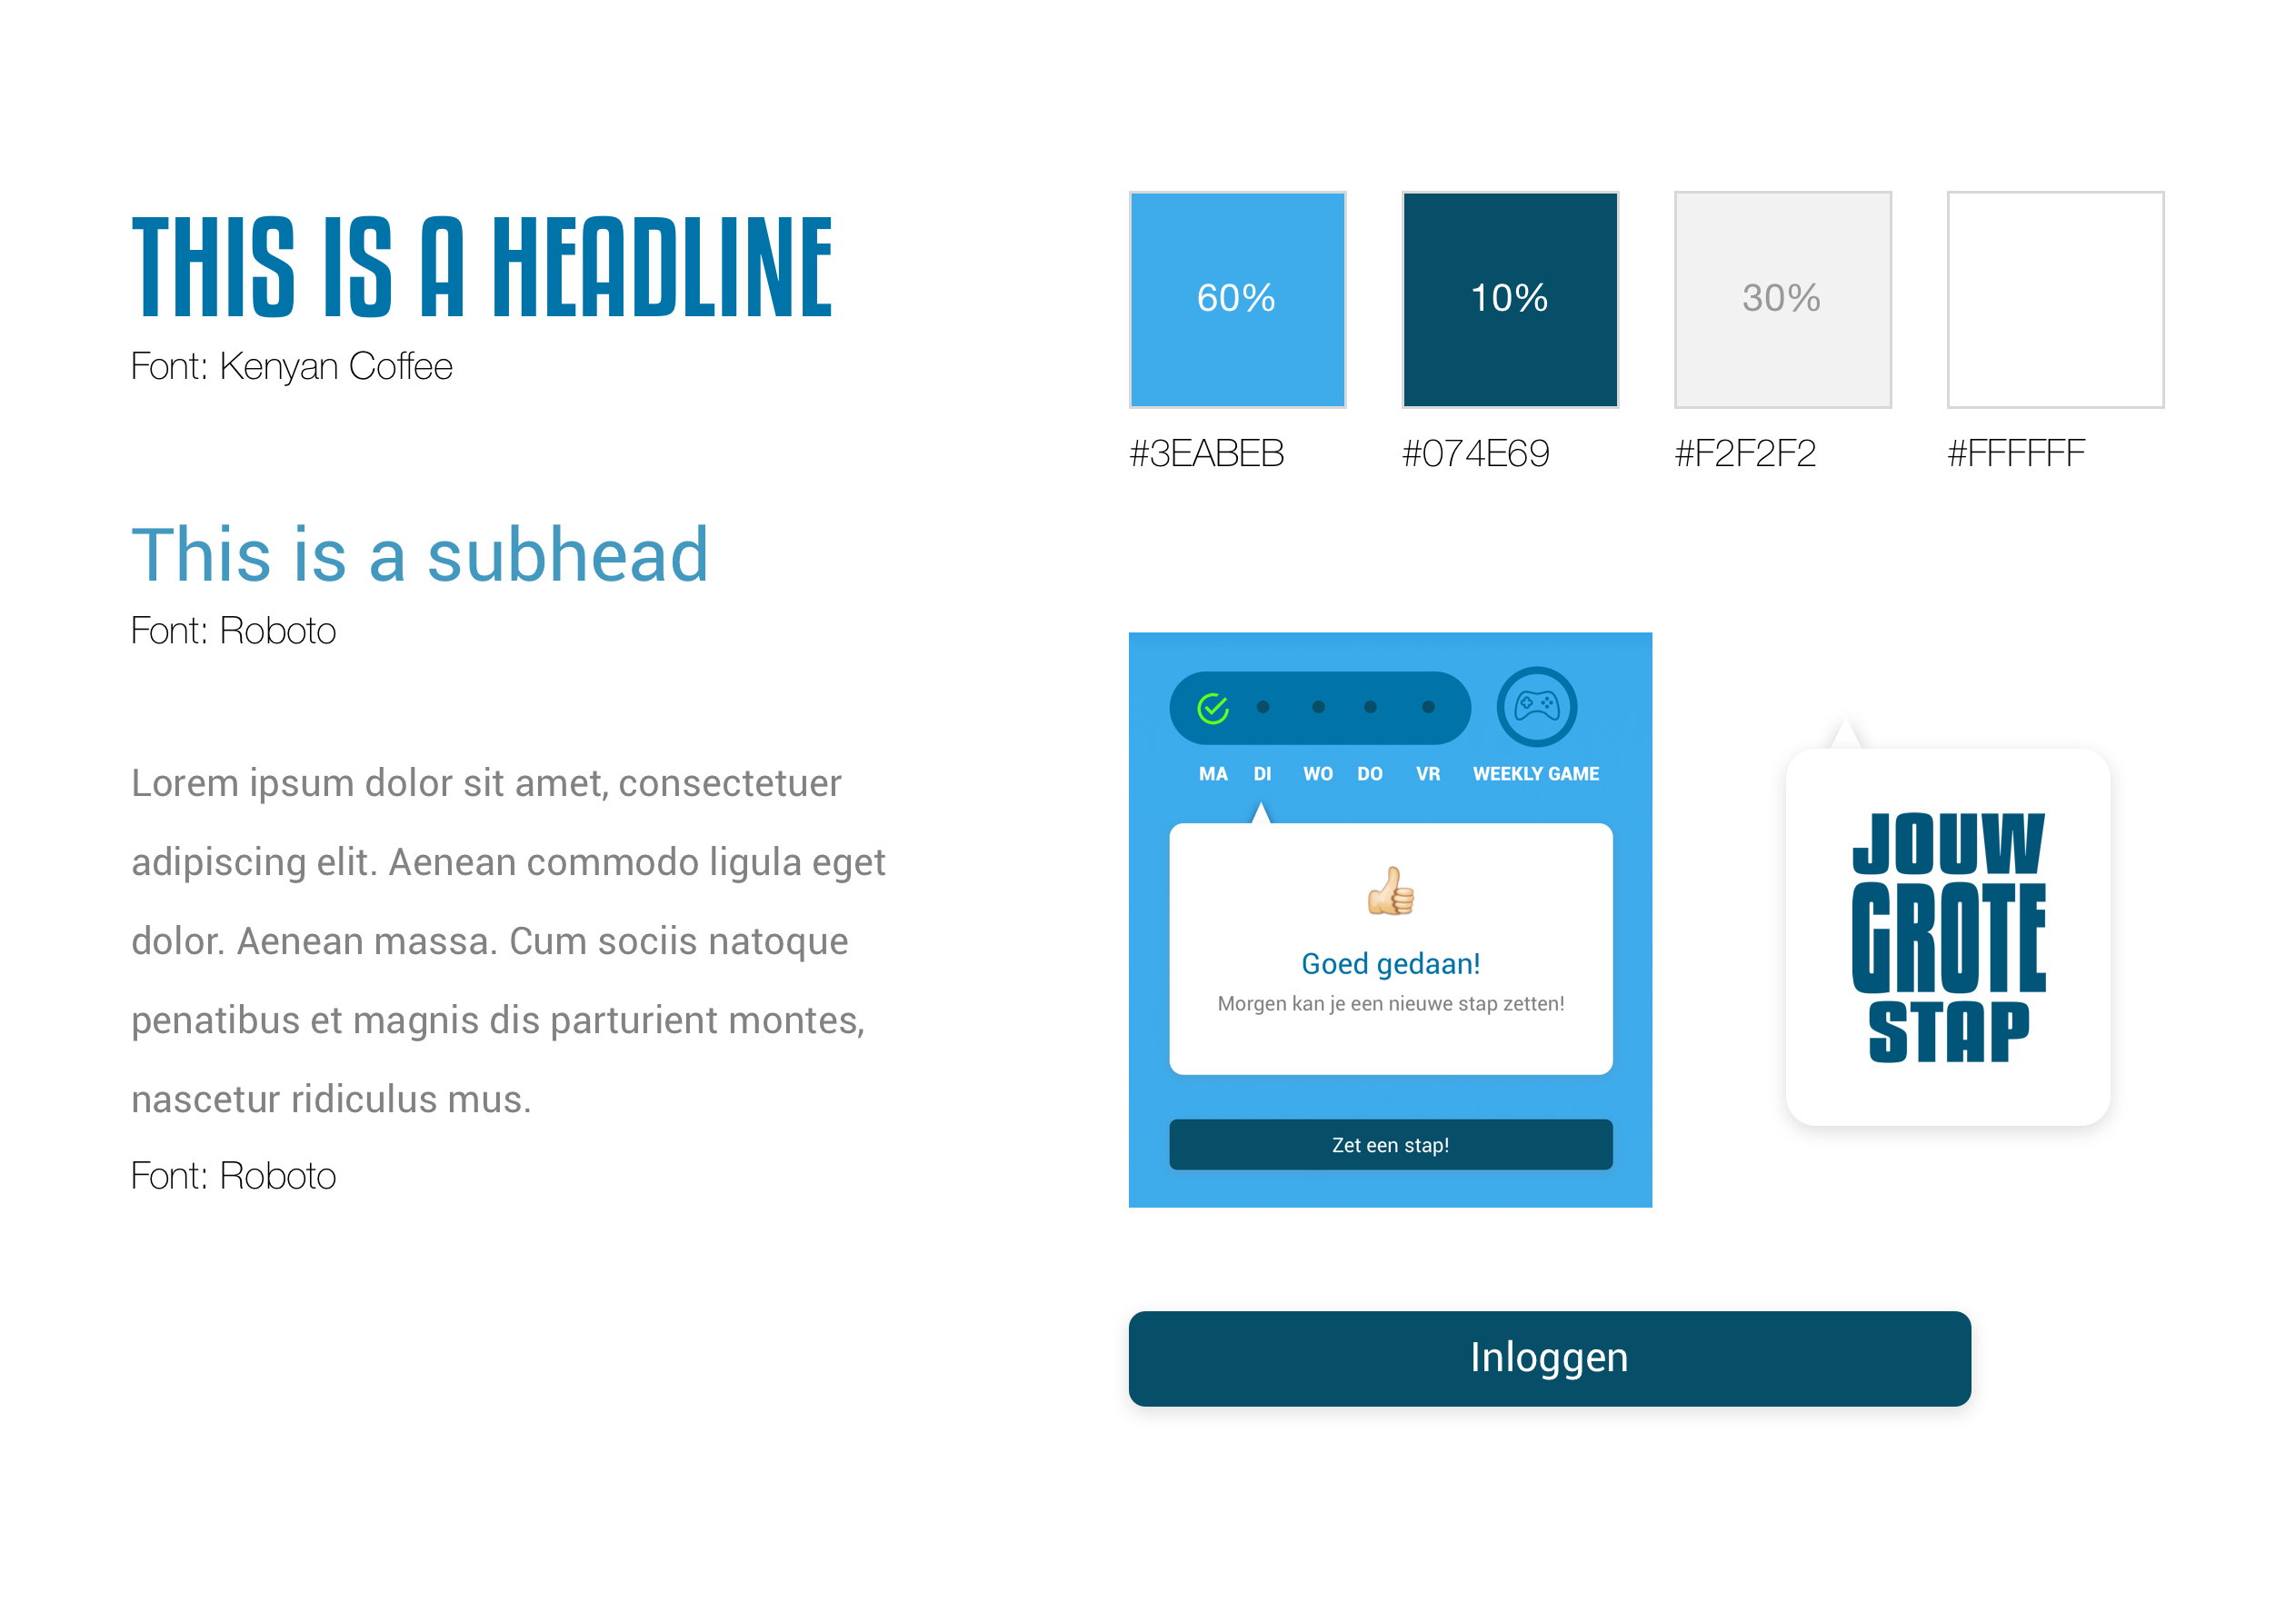 THIS IS A HEADLINE
Font: Kenyan Coffee
This is a subhead
Font: Roboto
Lorem ipsum dolor sit amet, consectetuer
adipiscing elit. Aenean commodo ligula eget
dolor. Aenean massa. Cum sociis natoque
penatibus et magnis dis parturient montes,
nascetur ridiculus mus.
Font: Roboto
60% 10% 30%
#3EABEB #074E69 #F2F2F2 #FFFFFF
MA DI WO DO VR WEEKLY GAME
Goed gedaan!
Morgen kan je een nieuwe stap zetten!
Zet een stap!
JOUW
GROTE
STAP
Inloggen